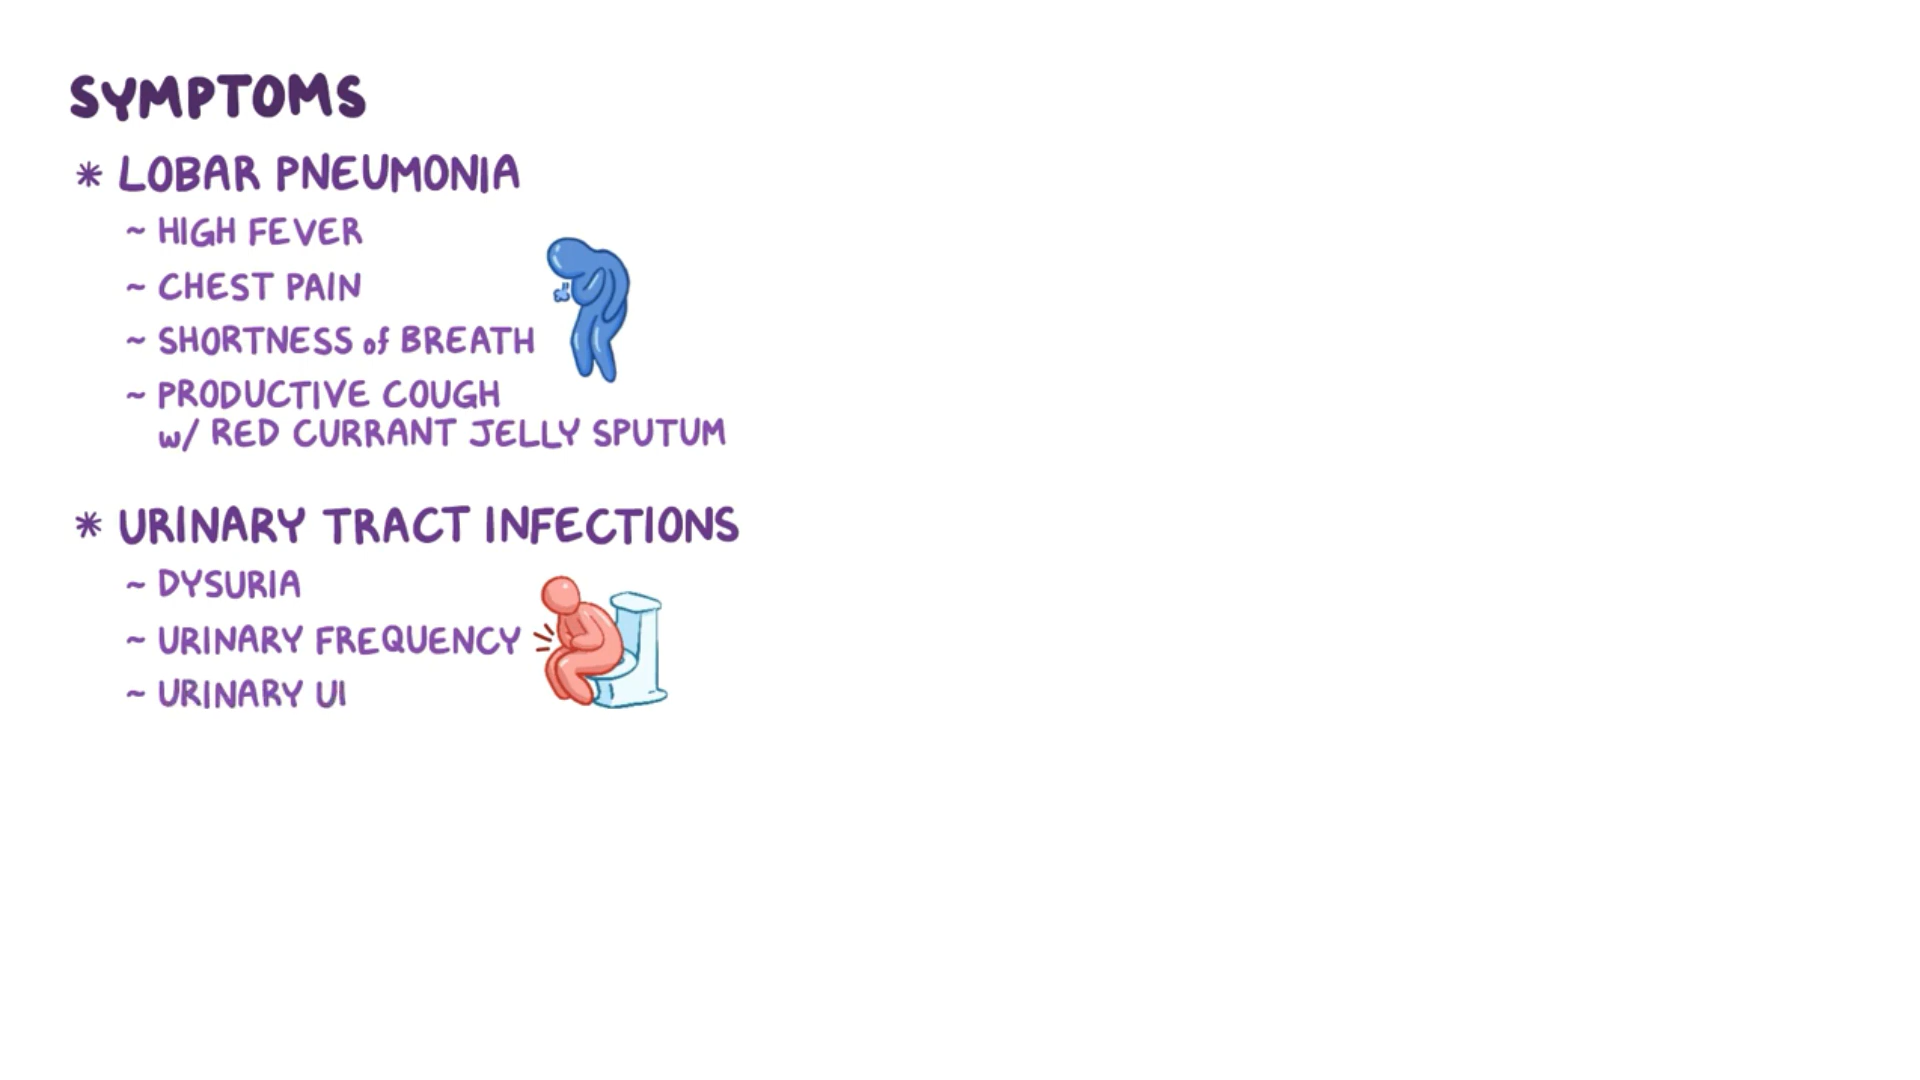 SYMPTOMS
* LOBAR PNEUMONIA
~ HIGH FEVER
~ CHEST PAIN
~ SHORTNESS of BREATH
~ PRODUCTIVE COUGH
w/ RED CURRANT JELLY SPUTUM
* URINARY TRACT INFECTIONS
~ DYSURIA
~ URINARY FREQUENCY
~ URINARY UI